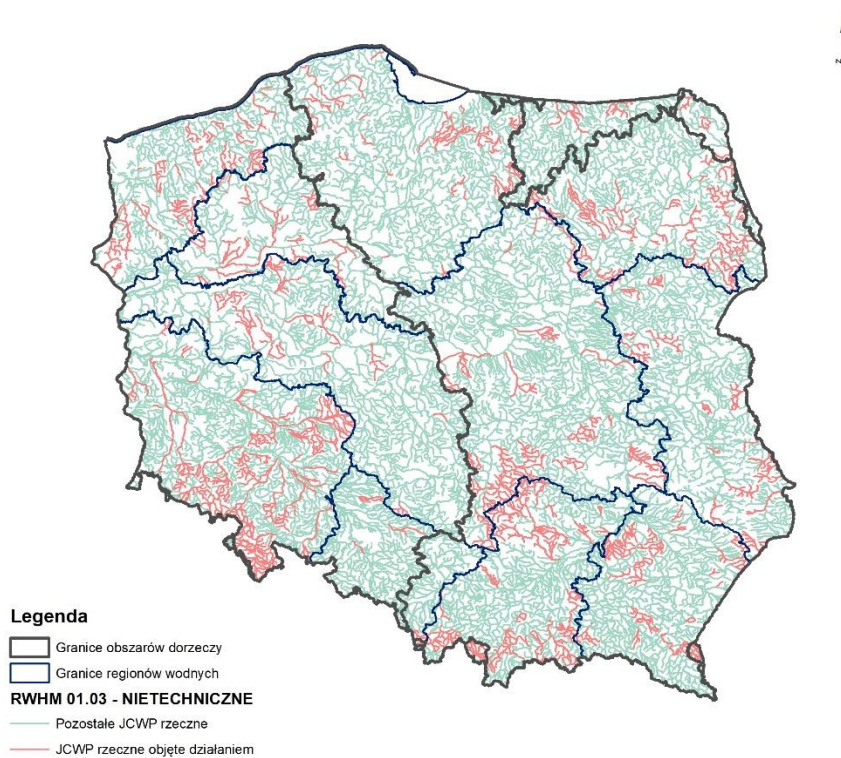 Legenda
Granice obszarów dorzeczy
Granice regionów wodnych
RWHM 01.03 - NIETECHNICZNE
Pozostałe JCWP rzeczne
JCWP rzeczne objęte działaniem